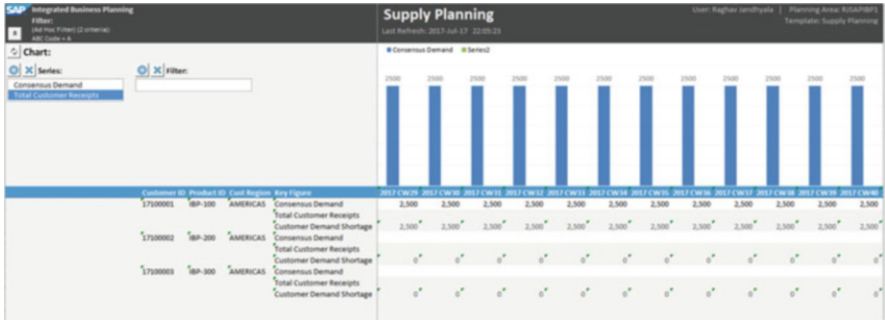 SAP Integrated Business Planning
Filter:
(Ad Hoc Filter) (2 criteria)
ABC Code = A
Supply Planning
Last Refresh: 2017-Jul-17 22:05:23
User: Raghav Jandhyala | Planning Area: RJSAPIBP1
Template: Supply Planning
Chart:
Series:
Filter:
Consensus Demand
Total Customer Receipts
Consensus Demand Series2
2500 2500 2500 2500 2500 2500 2500 2500 2500 2500 2500 2500
Customer ID Product ID Cust Region Key Figure 2017 CW29 2017 CW30 2017 CW31 2017 CW32 2017 CW33 2017 CW34 2017 CW35 2017 CW36 2017 CW37 2017 CW38 2017 CW39 2017 CW40
17100001 IBP-100 AMERICAS Consensus Demand 2,500 2,500 2,500 2,500 2,500 2,500 2,500 2,500 2,500 2,500 2,500 2,500
Total Customer Receipts
Customer Demand Shortage 2,500 2,500 2,500 2,500 2,500 2,500 2,500 2,500 2,500 2,500 2,500 2,500
17100002 IBP-200 AMERICAS Consensus Demand
Total Customer Receipts
Customer Demand Shortage 0 0 0 0 0 0 0 0 0 0 0 0
17100003 IBP-300 AMERICAS Consensus Demand
Total Customer Receipts
Customer Demand Shortage 0 0 0 0 0 0 0 0 0 0 0 0